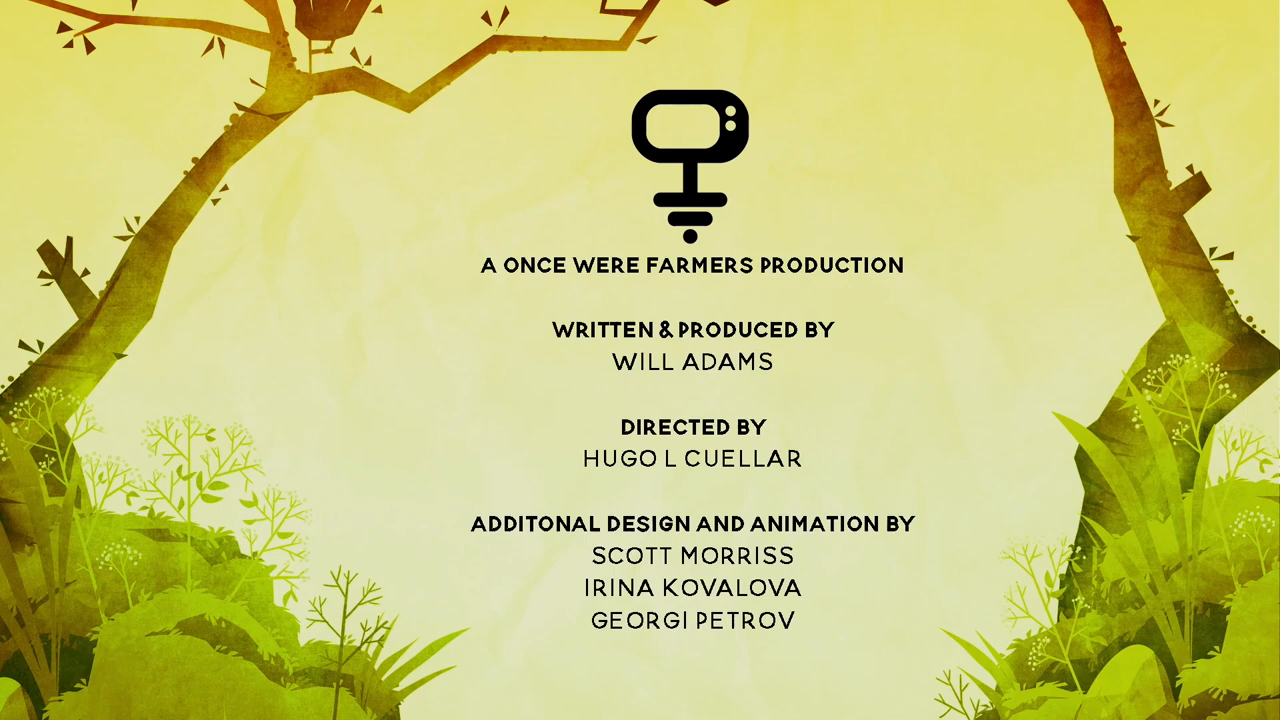 A ONCE WERE FARMERS PRODUCTION
WRITTEN & PRODUCED BY
WILL ADAMS
DIRECTED BY
HUGO L CUELLAR
ADDITONAL DESIGN AND ANIMATION BY
SCOTT MORRISS
IRINA KOVALOVA
GEORGI PETROV